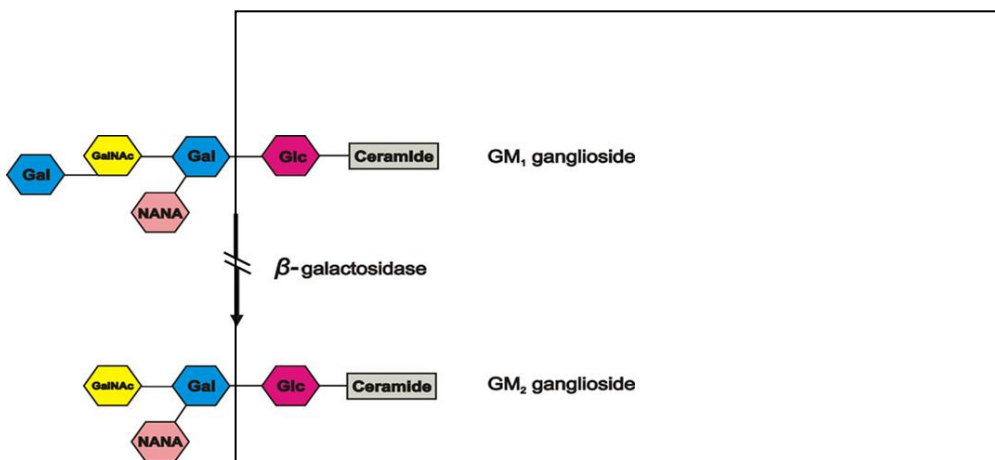 GalNAc Gal Glc Ceramide GM₁ ganglioside
Gal
NANA
β-galactosidase
GalNAc Gal Glc Ceramide GM₂ ganglioside
NANA